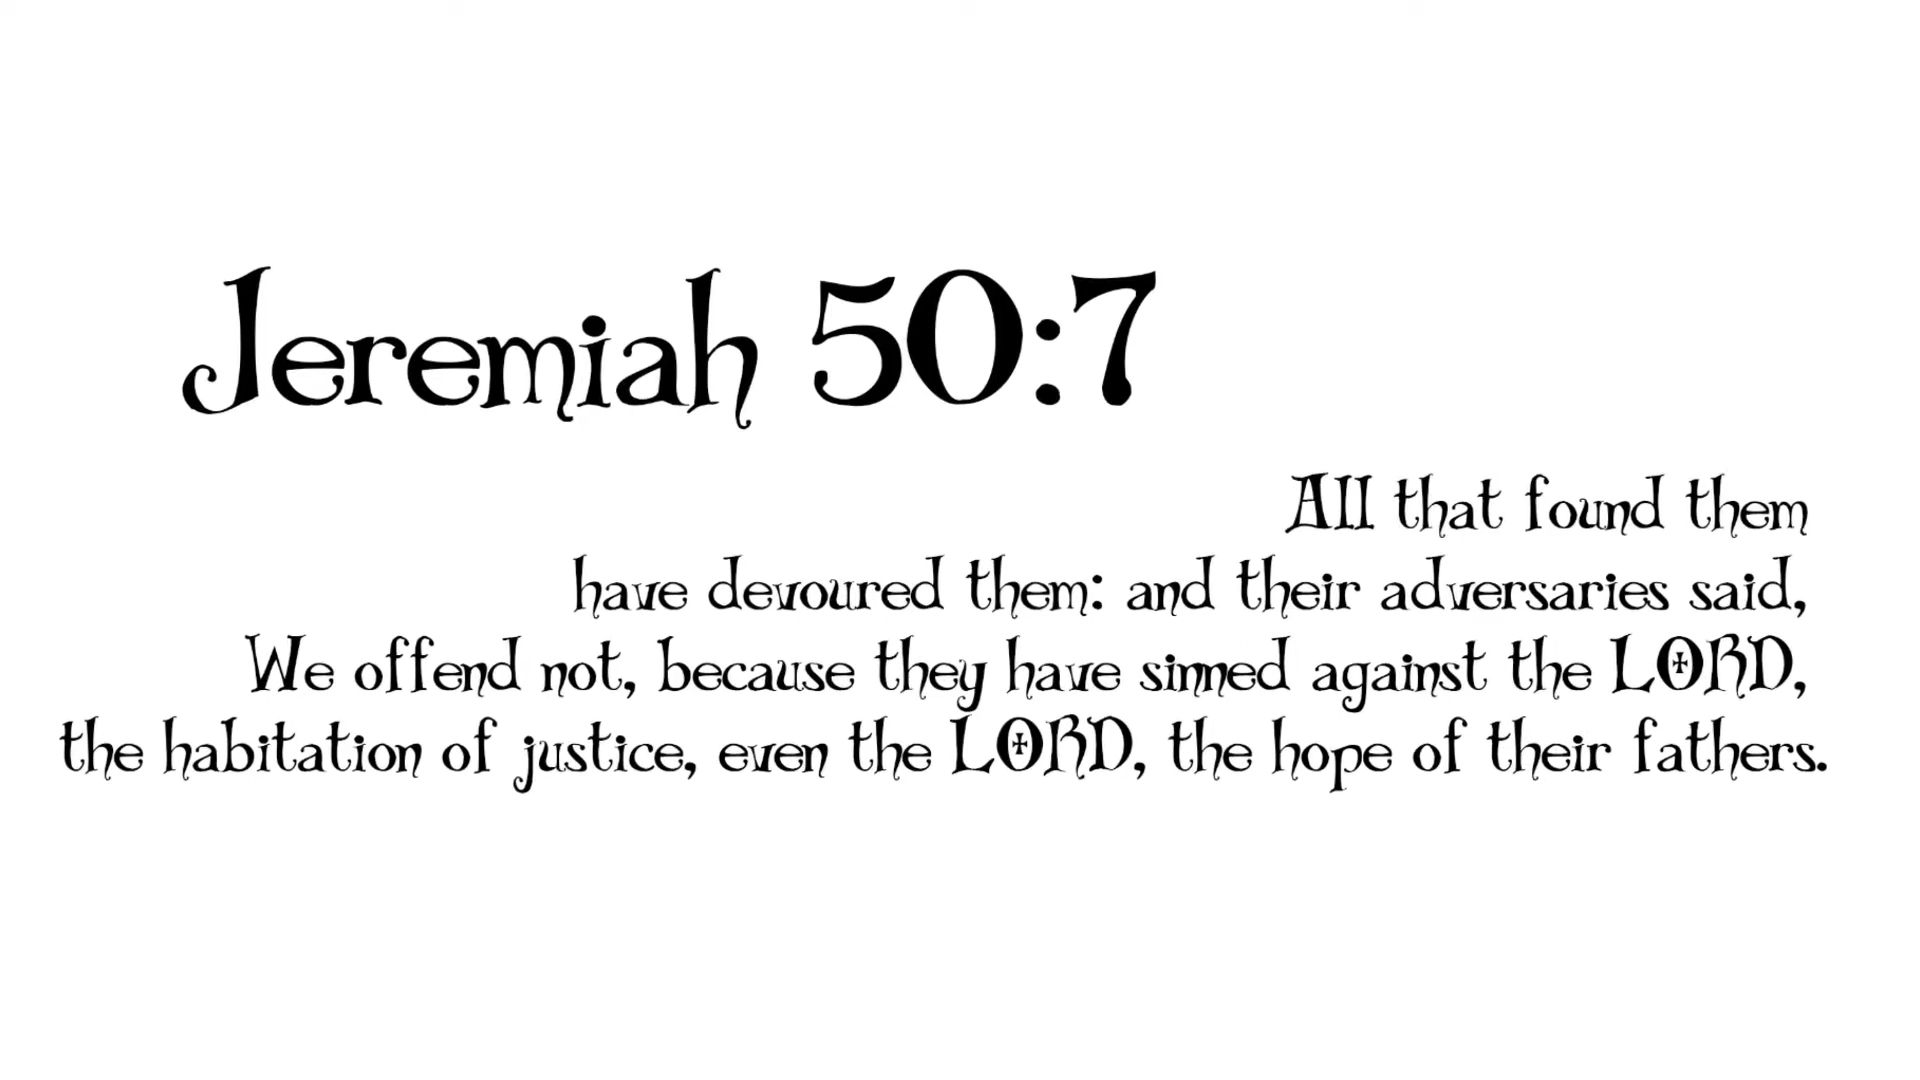 Jeremiah 50:7
All that found them
have devoured them: and their adversaries said,
We offend not, because they have sinned against the LORD,
the habitation of justice, even the LORD, the hope of their fathers.